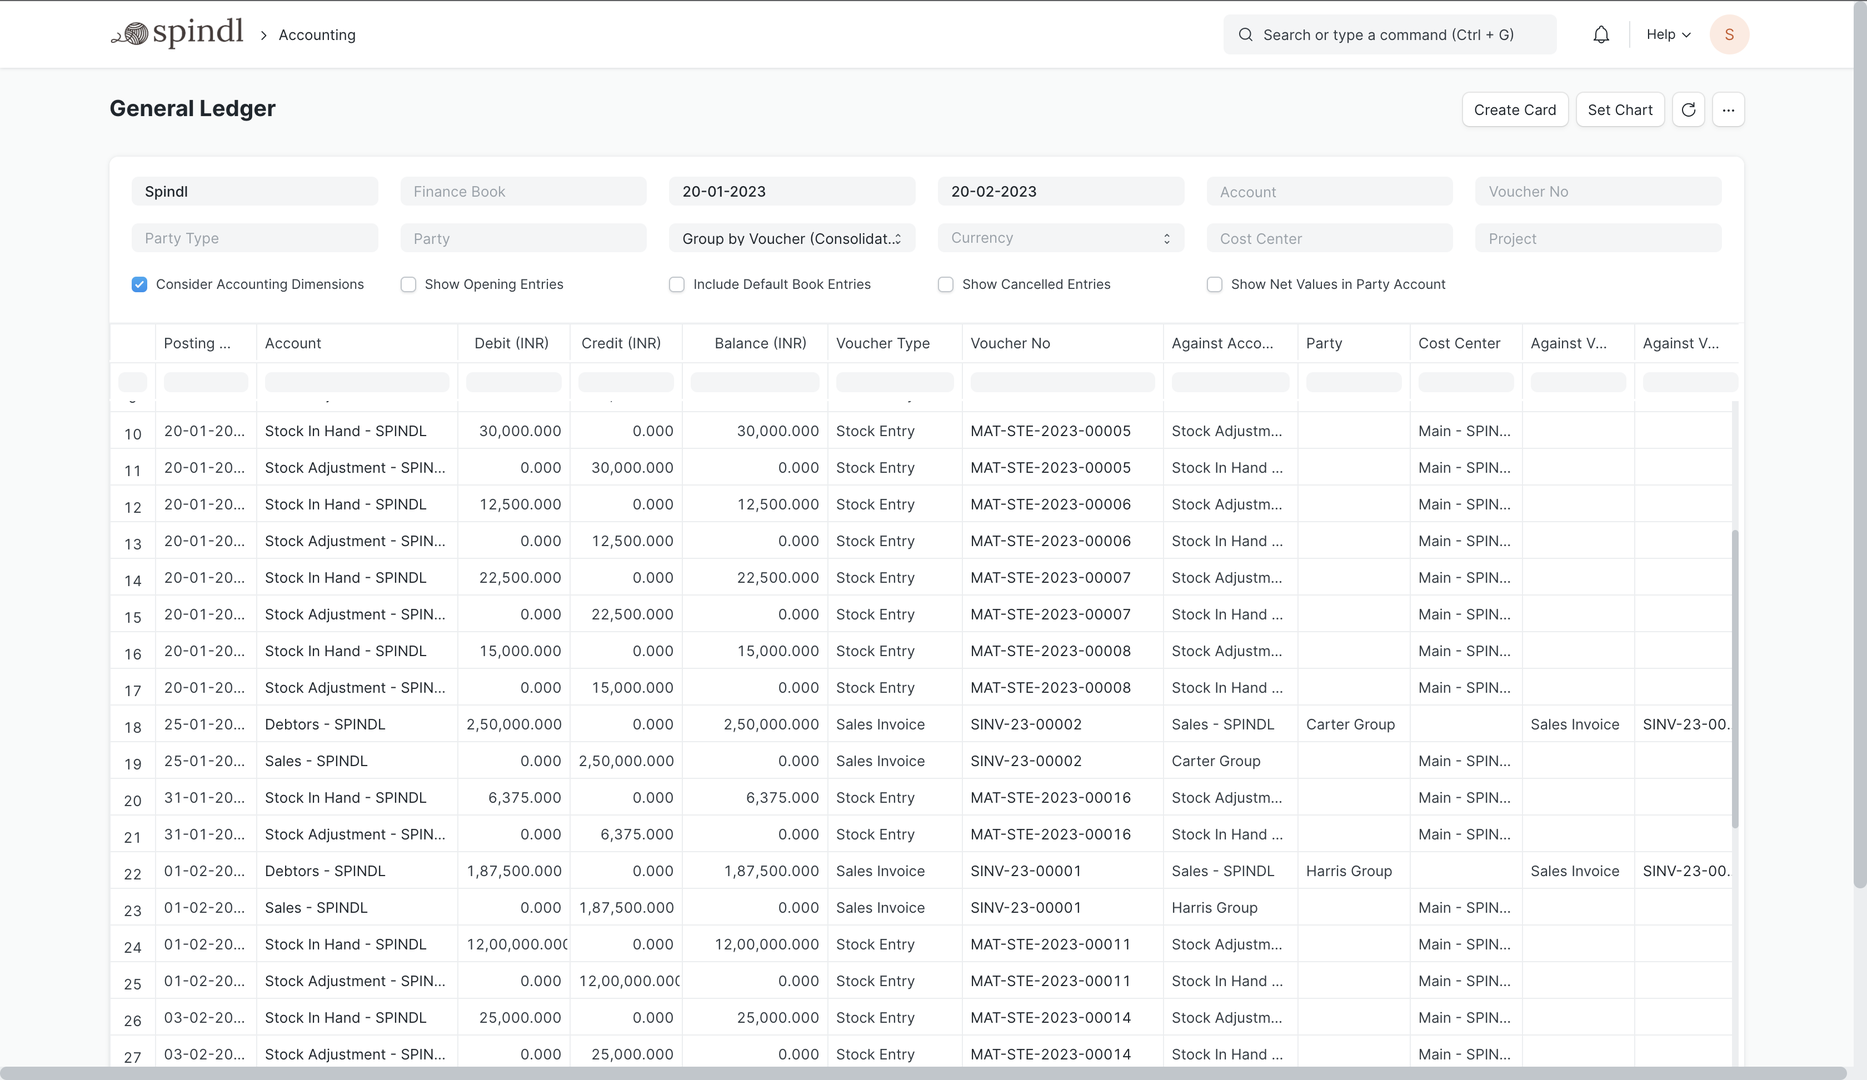 spindl > Accounting Search or type a command (Ctrl + G) Help S
General Ledger Create Card Set Chart ...
Spindl Finance Book 20-01-2023 20-02-2023 Account Voucher No
Party Type Party Group by Voucher (Consolidat... Currency Cost Center Project
Consider Accounting Dimensions Show Opening Entries Include Default Book Entries Show Cancelled Entries Show Net Values in Party Account
Posting ... Account Debit (INR) Credit (INR) Balance (INR) Voucher Type Voucher No Against Acco... Party Cost Center Against V... Against V...
10 20-01-20... Stock In Hand - SPINDL 30,000.000 0.000 30,000.000 Stock Entry MAT-STE-2023-00005 Stock Adjustm... Main - SPIN...
11 20-01-20... Stock Adjustment - SPIN... 0.000 30,000.000 0.000 Stock Entry MAT-STE-2023-00005 Stock In Hand ... Main - SPIN...
12 20-01-20... Stock In Hand - SPINDL 12,500.000 0.000 12,500.000 Stock Entry MAT-STE-2023-00006 Stock Adjustm... Main - SPIN...
13 20-01-20... Stock Adjustment - SPIN... 0.000 12,500.000 0.000 Stock Entry MAT-STE-2023-00006 Stock In Hand ... Main - SPIN...
14 20-01-20... Stock In Hand - SPINDL 22,500.000 0.000 22,500.000 Stock Entry MAT-STE-2023-00007 Stock Adjustm... Main - SPIN...
15 20-01-20... Stock Adjustment - SPIN... 0.000 22,500.000 0.000 Stock Entry MAT-STE-2023-00007 Stock In Hand ... Main - SPIN...
16 20-01-20... Stock In Hand - SPINDL 15,000.000 0.000 15,000.000 Stock Entry MAT-STE-2023-00008 Stock Adjustm... Main - SPIN...
17 20-01-20... Stock Adjustment - SPIN... 0.000 15,000.000 0.000 Stock Entry MAT-STE-2023-00008 Stock In Hand ... Main - SPIN...
18 25-01-20... Debtors - SPINDL 2,50,000.000 0.000 2,50,000.000 Sales Invoice SINV-23-00002 Sales - SPINDL Carter Group Sales Invoice SINV-23-00..
19 25-01-20... Sales - SPINDL 0.000 2,50,000.000 0.000 Sales Invoice SINV-23-00002 Carter Group Main - SPIN...
20 31-01-20... Stock In Hand - SPINDL 6,375.000 0.000 6,375.000 Stock Entry MAT-STE-2023-00016 Stock Adjustm... Main - SPIN...
21 31-01-20... Stock Adjustment - SPIN... 0.000 6,375.000 0.000 Stock Entry MAT-STE-2023-00016 Stock In Hand ... Main - SPIN...
22 01-02-20... Debtors - SPINDL 1,87,500.000 0.000 1,87,500.000 Sales Invoice SINV-23-00001 Sales - SPINDL Harris Group Sales Invoice SINV-23-00..
23 01-02-20... Sales - SPINDL 0.000 1,87,500.000 0.000 Sales Invoice SINV-23-00001 Harris Group Main - SPIN...
24 01-02-20... Stock In Hand - SPINDL 12,00,000.000 0.000 12,00,000.000 Stock Entry MAT-STE-2023-00011 Stock Adjustm... Main - SPIN...
25 01-02-20... Stock Adjustment - SPIN... 0.000 12,00,000.000 0.000 Stock Entry MAT-STE-2023-00011 Stock In Hand ... Main - SPIN...
26 03-02-20... Stock In Hand - SPINDL 25,000.000 0.000 25,000.000 Stock Entry MAT-STE-2023-00014 Stock Adjustm... Main - SPIN...
27 03-02-20... Stock Adjustment - SPIN... 0.000 25,000.000 0.000 Stock Entry MAT-STE-2023-00014 Stock In Hand ... Main - SPIN...